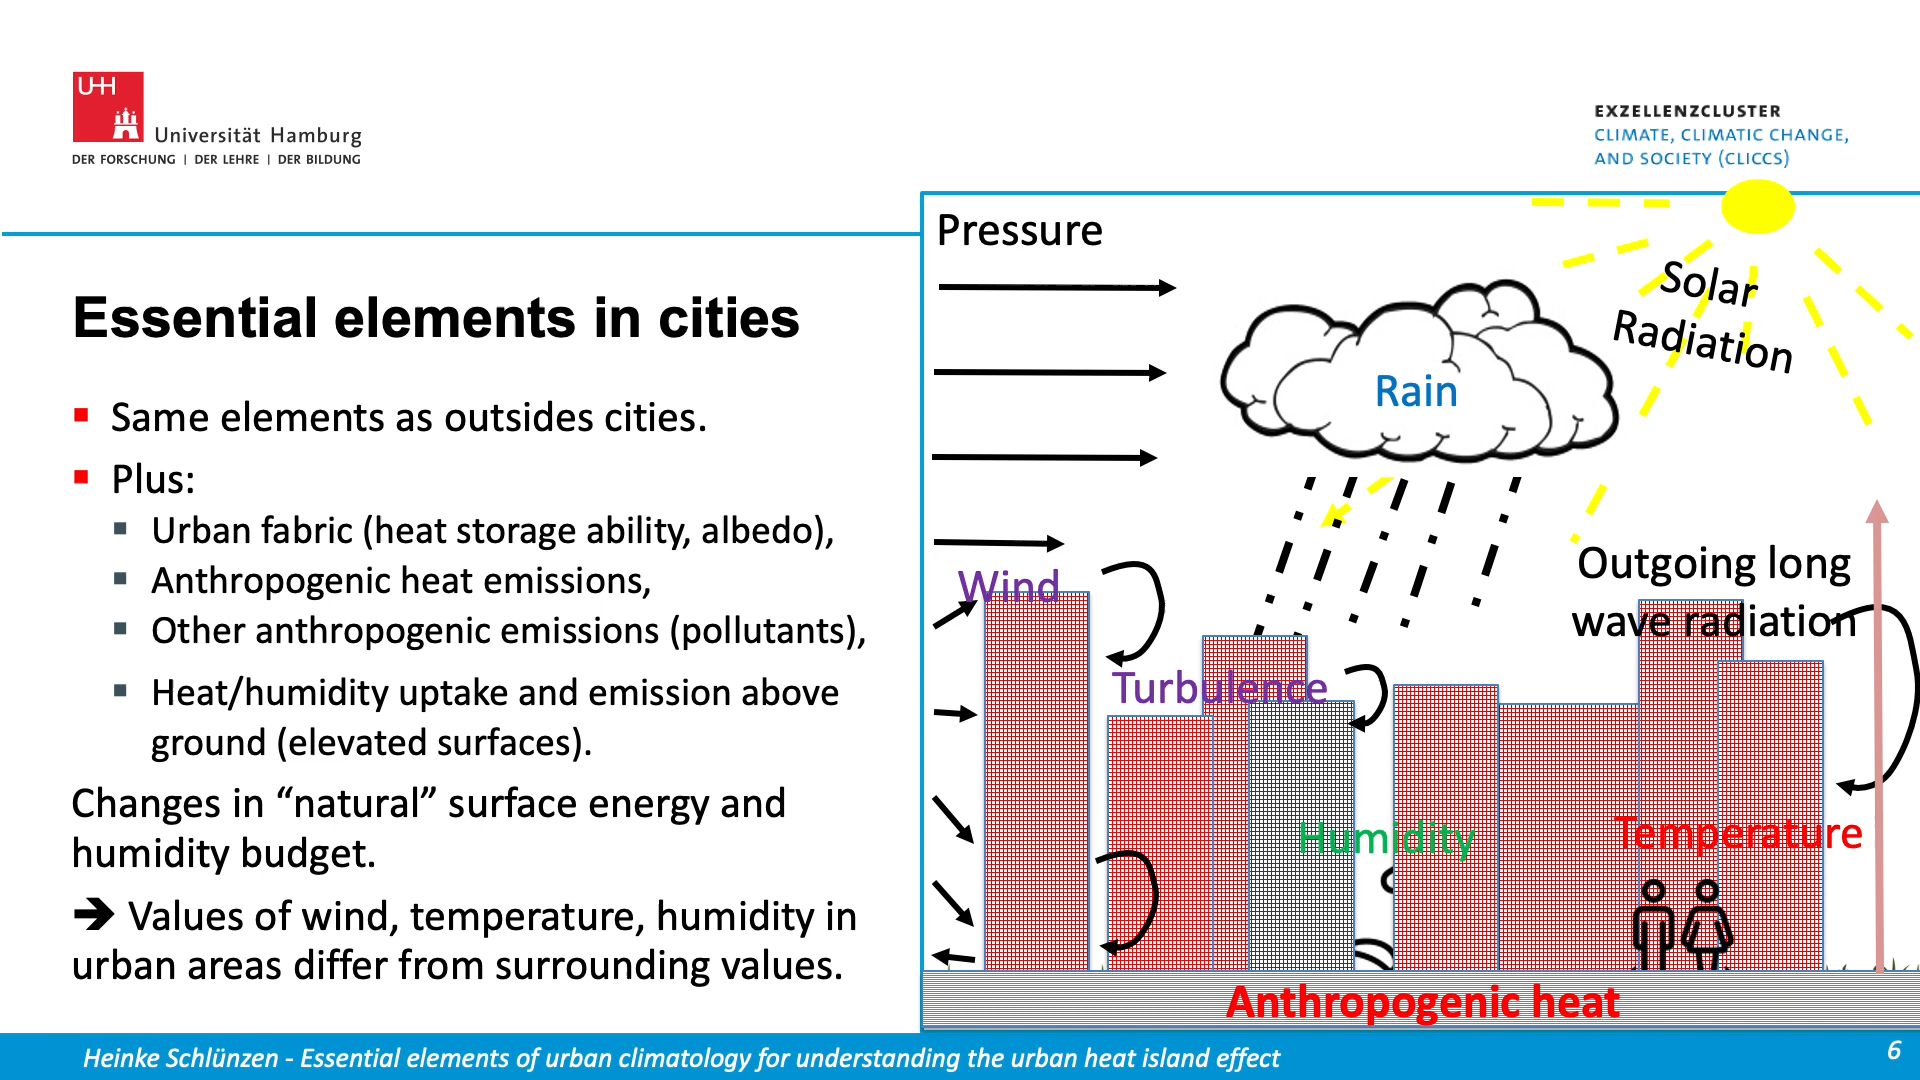 UHH
Universität Hamburg
DER FORSCHUNG | DER LEHRE | DER BILDUNG
EXZELLENZCLUSTER
CLIMATE, CLIMATIC CHANGE,
AND SOCIETY (CLICCS)
Essential elements in cities
Same elements as outsides cities.
Plus:
Urban fabric (heat storage ability, albedo),
Anthropogenic heat emissions,
Other anthropogenic emissions (pollutants),
Heat/humidity uptake and emission above
ground (elevated surfaces).
Changes in “natural” surface energy and
humidity budget.
➔ Values of wind, temperature, humidity in
urban areas differ from surrounding values.
Pressure
Solar
Radiation
Rain
Wind
Outgoing long
wave radiation
Turbulence
Humidity
Temperature
Anthropogenic heat
Heinke Schlünzen - Essential elements of urban climatology for understanding the urban heat island effect
6